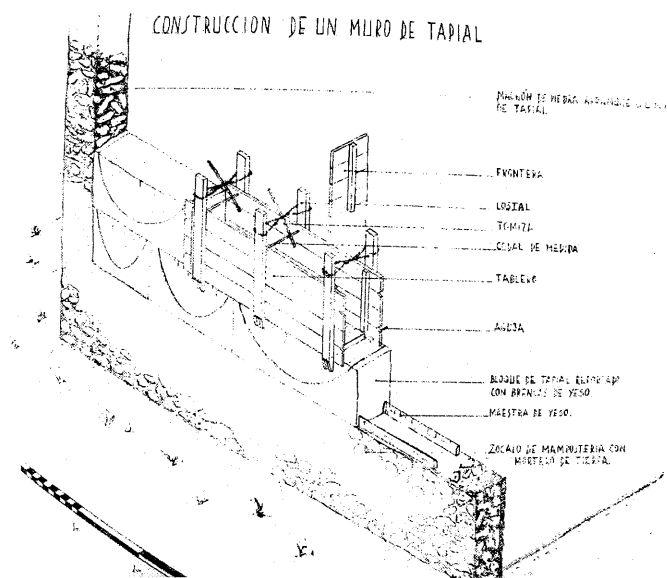 CONSTRUCCION DE UN MURO DE TAPIAL
MACHÓN DE PIEDRA
DE TAPIAL.
FRONTERA
COSTAL
TOMIZA
CODAL DE MEDIDA
TABLERO
AGUJA
BLOQUE DE TAPIAL REFORZADO
CON BRENCAS DE YESO.
MAESTRA DE YESO.
ZOCALO DE MAMPOSTERIA CON
MORTERO DE TIERRA.